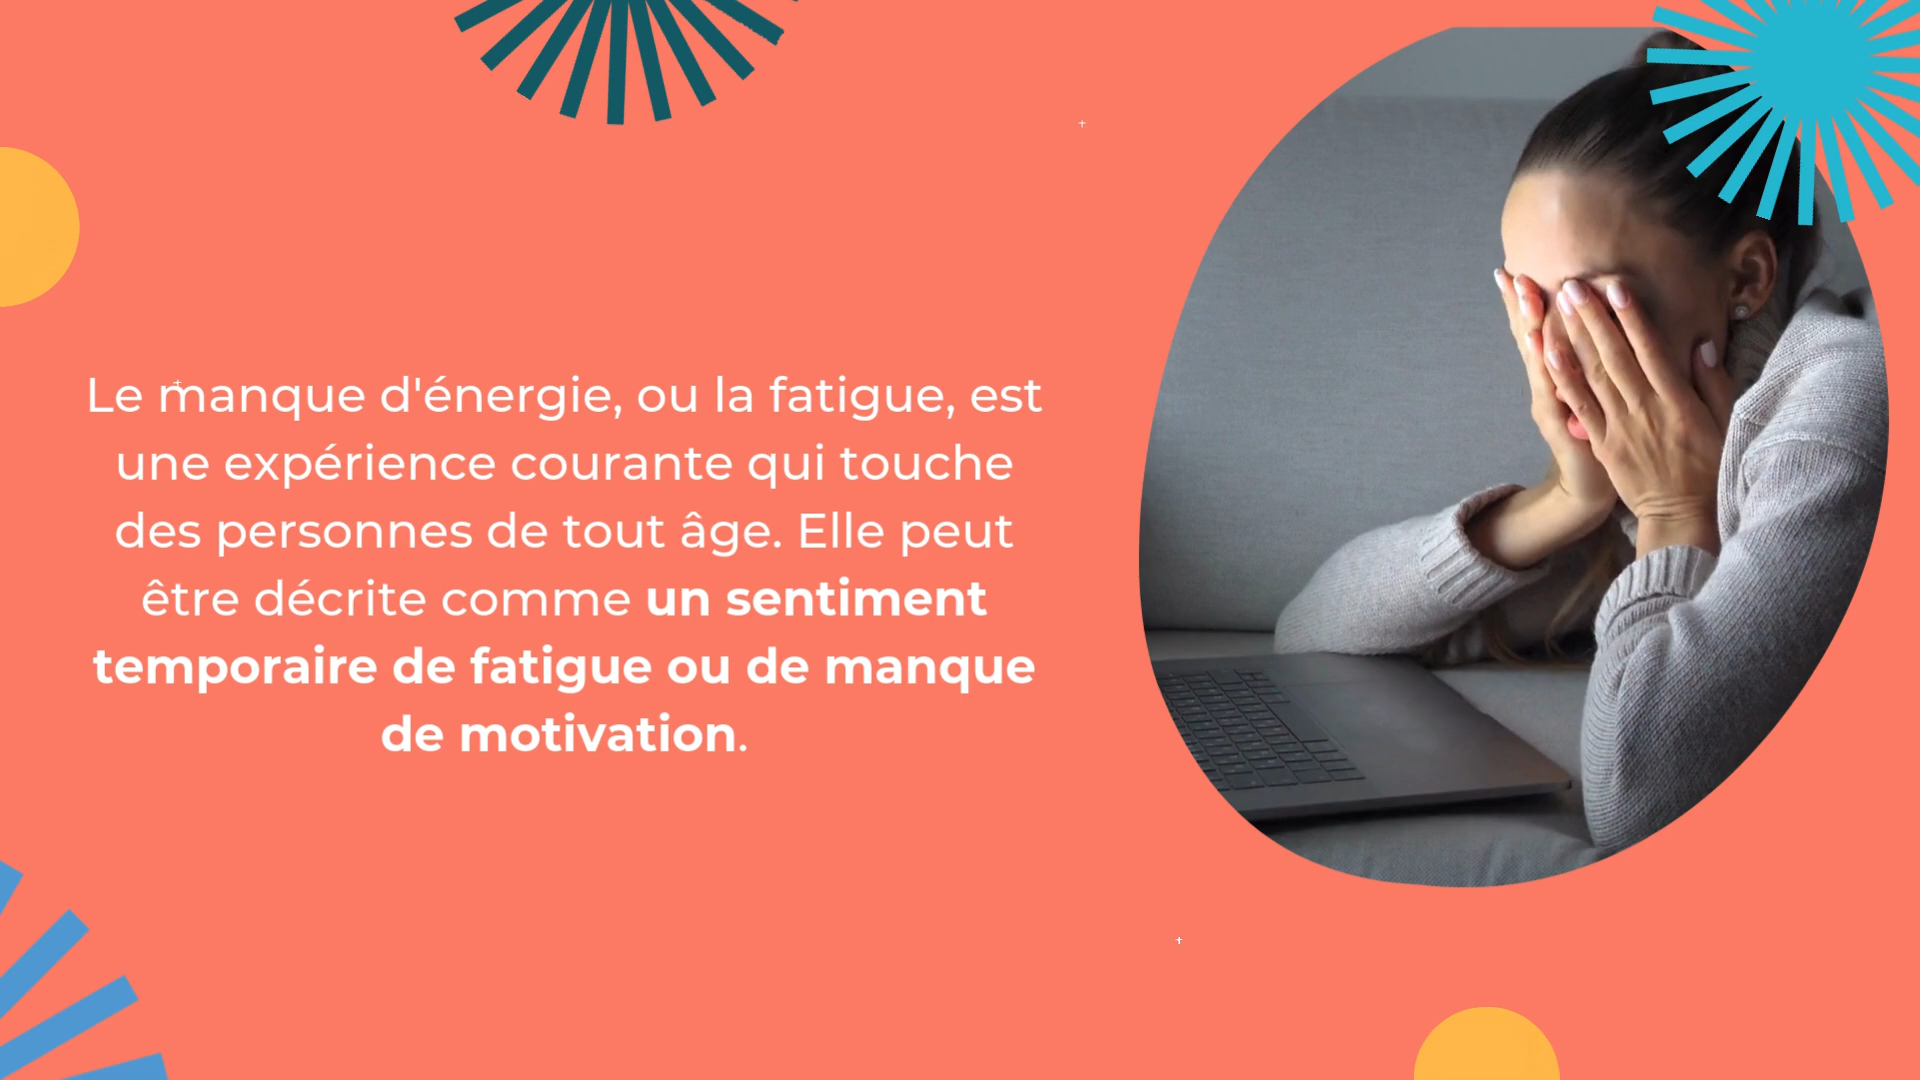 Le manque d'énergie, ou la fatigue, est
une expérience courante qui touche
des personnes de tout âge. Elle peut
être décrite comme un sentiment
temporaire de fatigue ou de manque
de motivation.